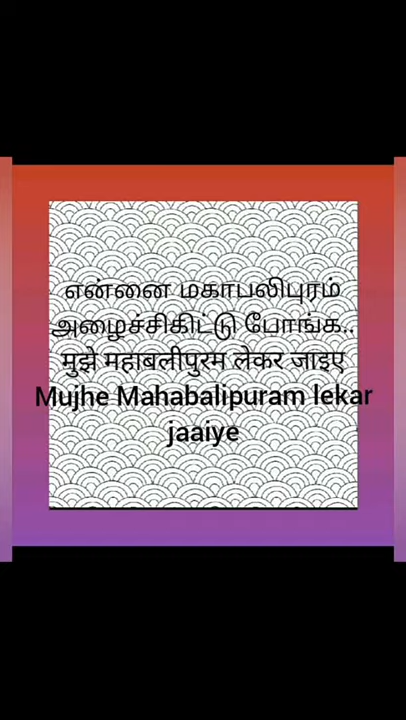 என்னை மகாபலிபுரம்
அழைச்சிகிட்டு போங்க..
मुझे महाबलीपुरम लेकर जाइए
Mujhe Mahabalipuram lekar
jaaiye